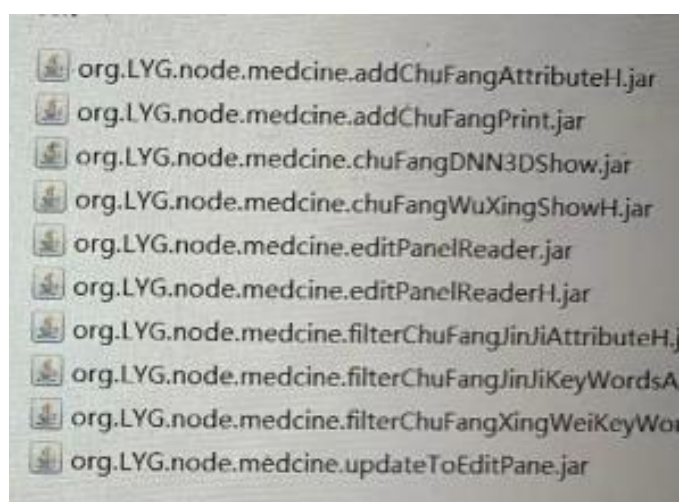 org.LYG.node.medcine.addChuFangAttributeH.jar
org.LYG.node.medcine.addChuFangPrint.jar
org.LYG.node.medcine.chuFangDNN3DShow.jar
org.LYG.node.medcine.chuFangWuXingShowH.jar
org.LYG.node.medcine.editPanelReader.jar
org.LYG.node.medcine.editPanelReaderH.jar
org.LYG.node.medcine.filterChuFangJinJiAttributeH.j
org.LYG.node.medcine.filterChuFangJinJiKeyWordsA
org.LYG.node.medcine.filterChuFangXingWeiKeyWor
org.LYG.node.medcine.updateToEditPane.jar